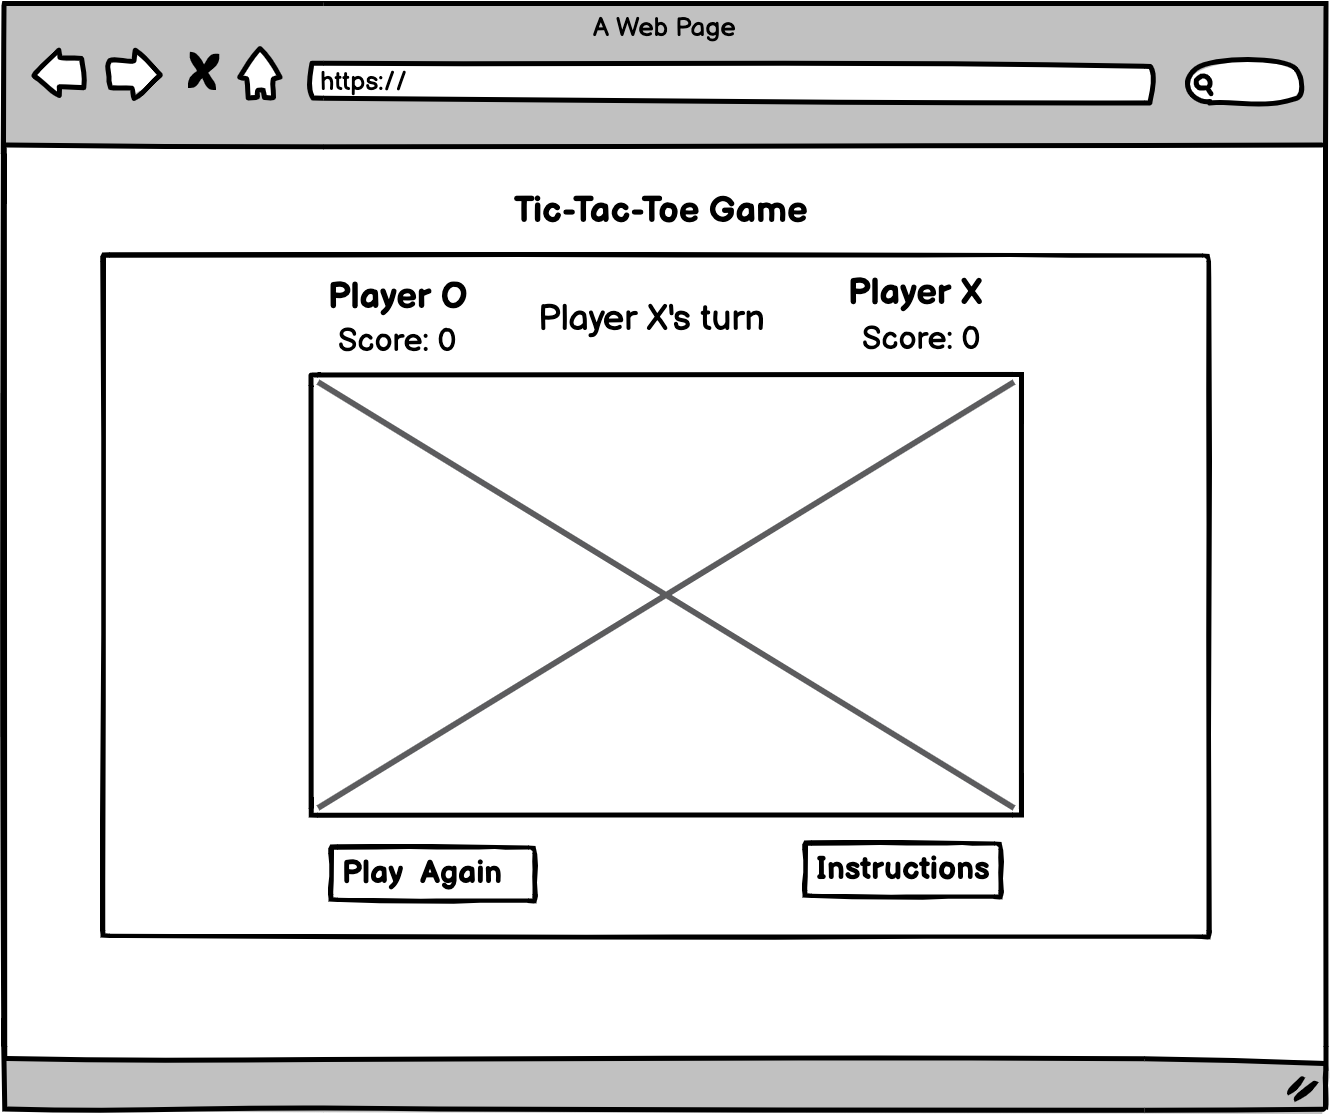 A Web Page
https://
Tic-Tac-Toe Game
Player O
Score: 0
Player X's turn
Player X
Score: 0
Play Again
Instructions